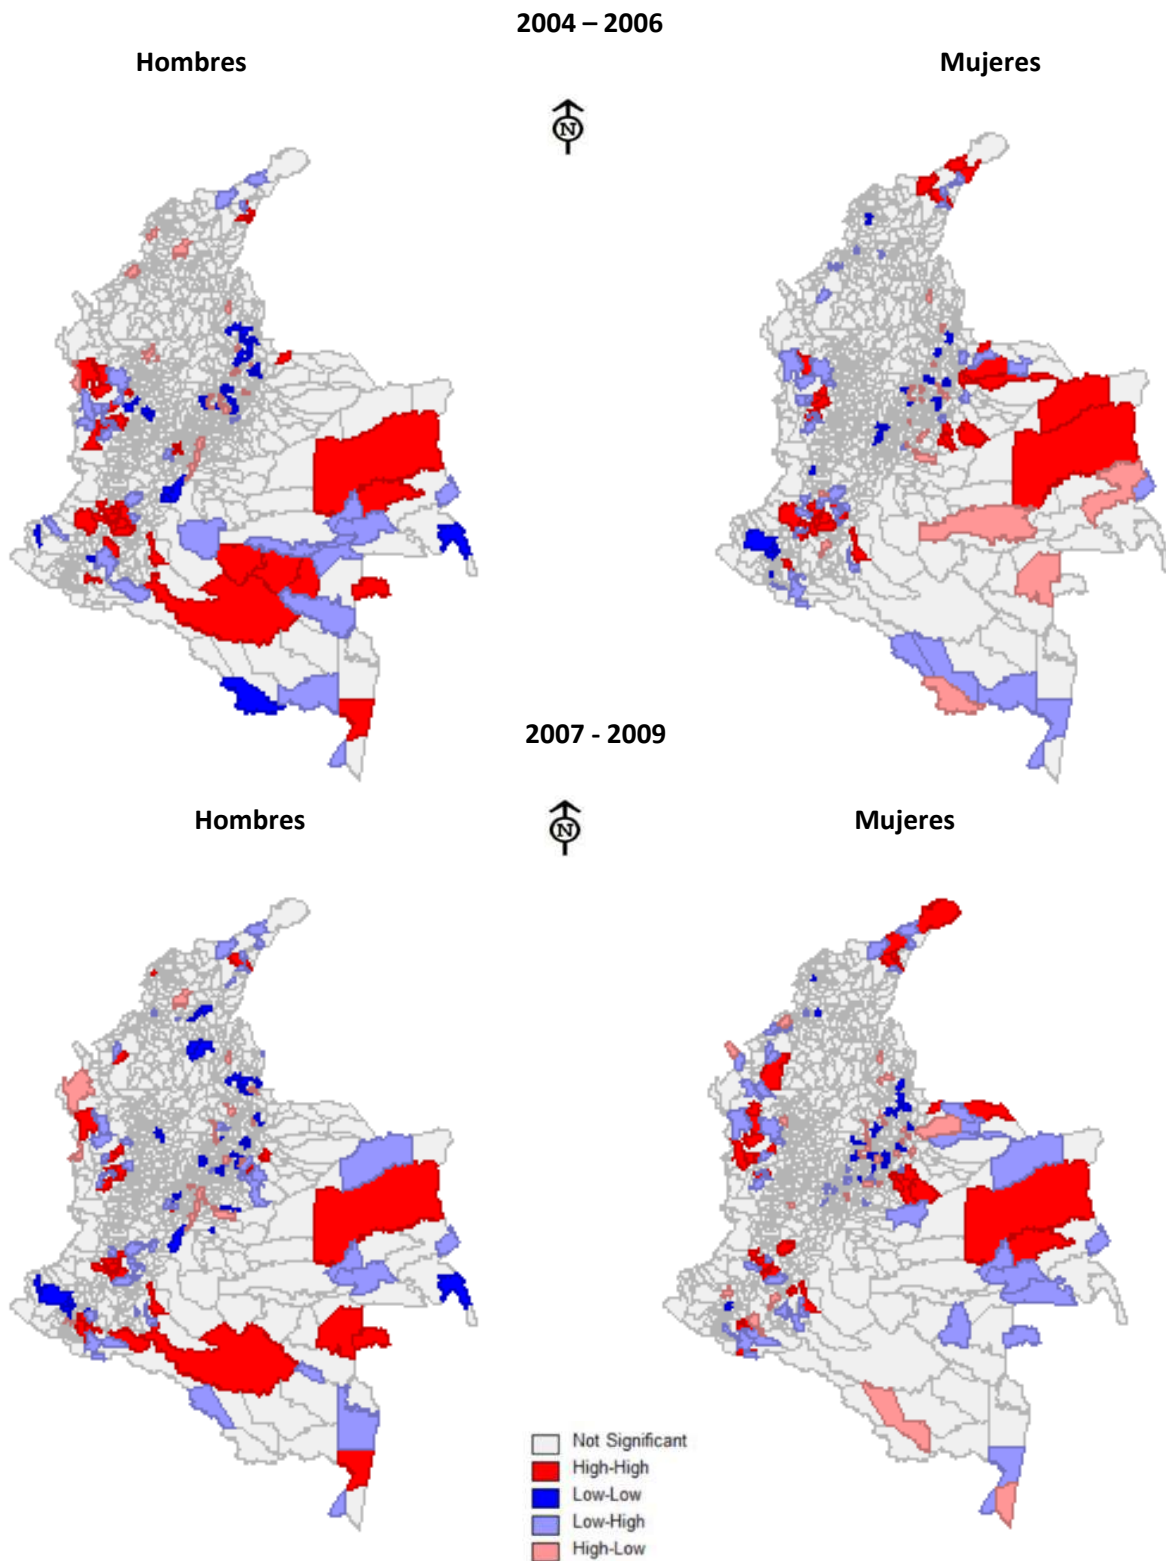 2004 – 2006
Hombres
Mujeres
N
2007 - 2009
Hombres
Mujeres
N
Not Significant
High-High
Low-Low
Low-High
High-Low